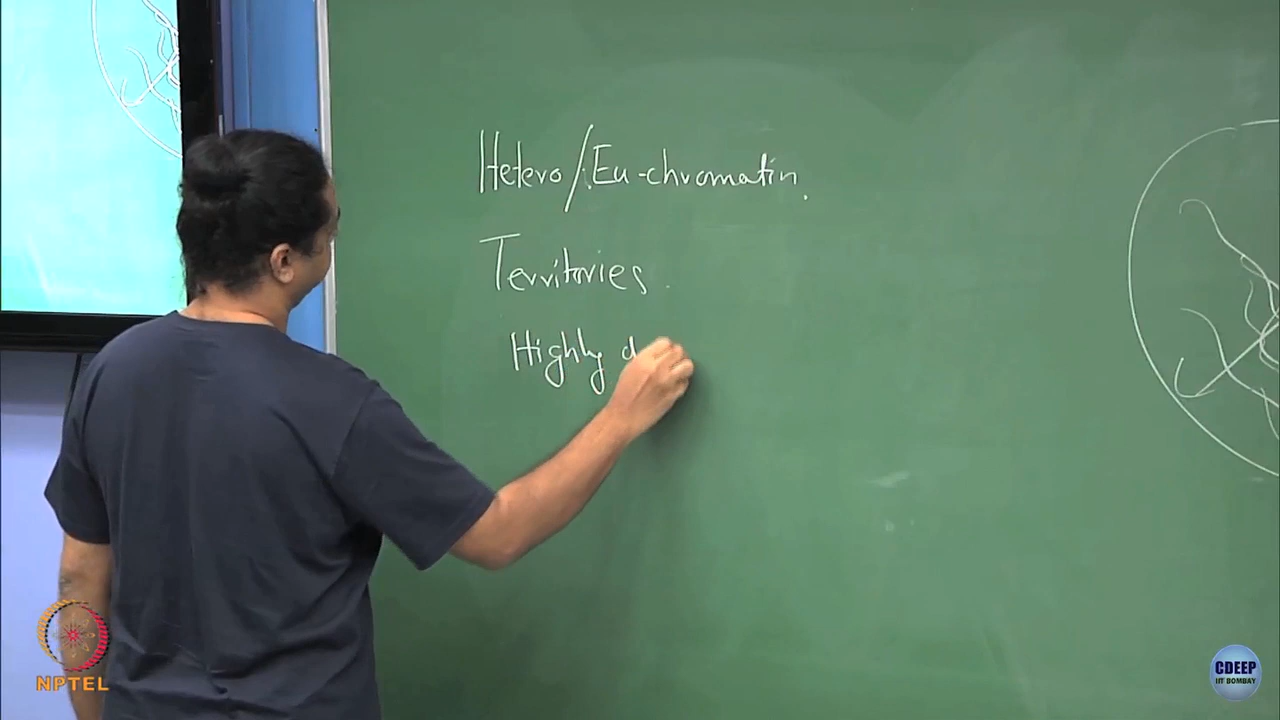 Hetero/Eu-chromatin.
Territories.
Highly d
NPTEL
CDEEP
IIT BOMBAY